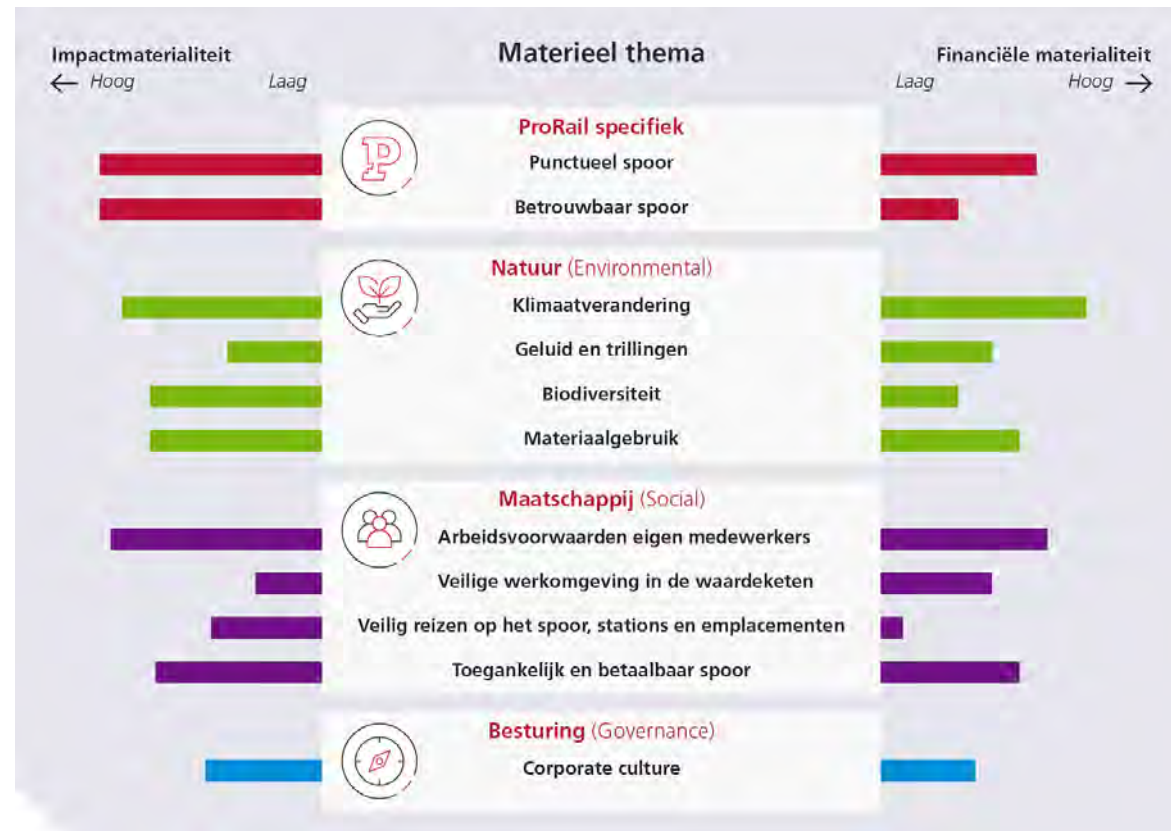 Impactmaterialiteit
Materieel thema
Financiële materialiteit
← Hoog
Laag
Laag
Hoog →
ProRail specifiek
Punctueel spoor
Betrouwbaar spoor
Natuur (Environmental)
Klimaatverandering
Geluid en trillingen
Biodiversiteit
Materiaalgebruik
Maatschappij (Social)
Arbeidsvoorwaarden eigen medewerkers
Veilige werkomgeving in de waardeketen
Veilig reizen op het spoor, stations en emplacementen
Toegankelijk en betaalbaar spoor
Besturing (Governance)
Corporate culture